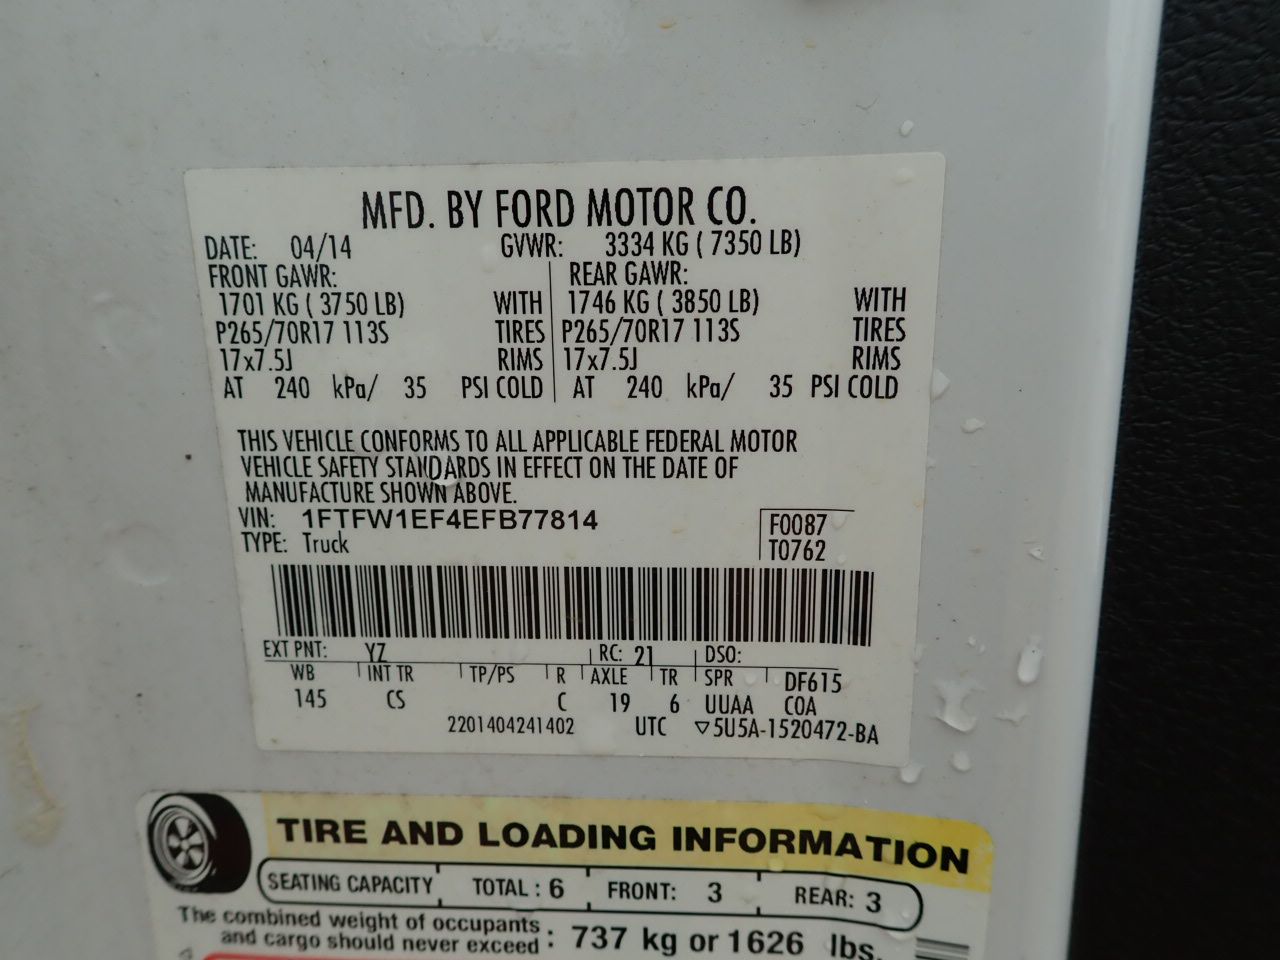 MFD. BY FORD MOTOR CO.
DATE: 04/14 GVWR: 3334 KG ( 7350 LB)
FRONT GAWR: REAR GAWR:
1701 KG ( 3750 LB) WITH 1746 KG ( 3850 LB) WITH
P265/70R17 113S TIRES P265/70R17 113S TIRES
17x7.5J RIMS 17x7.5J RIMS
AT 240 kPa/ 35 PSI COLD AT 240 kPa/ 35 PSI COLD
THIS VEHICLE CONFORMS TO ALL APPLICABLE FEDERAL MOTOR
VEHICLE SAFETY STANDARDS IN EFFECT ON THE DATE OF
MANUFACTURE SHOWN ABOVE.
VIN: 1FTFW1EF4EFB77814 F0087
TYPE: Truck T0762
EXT PNT: YZ RC: 21 DSO:
WB INT TR TP/PS R AXLE TR SPR DF615
145 CS C 19 6 UUAA COA
2201404241402 UTC ▽5U5A-1520472-BA
TIRE AND LOADING INFORMATION
SEATING CAPACITY TOTAL : 6 FRONT: 3 REAR: 3
The combined weight of occupants
and cargo should never exceed : 737 kg or 1626 lbs.